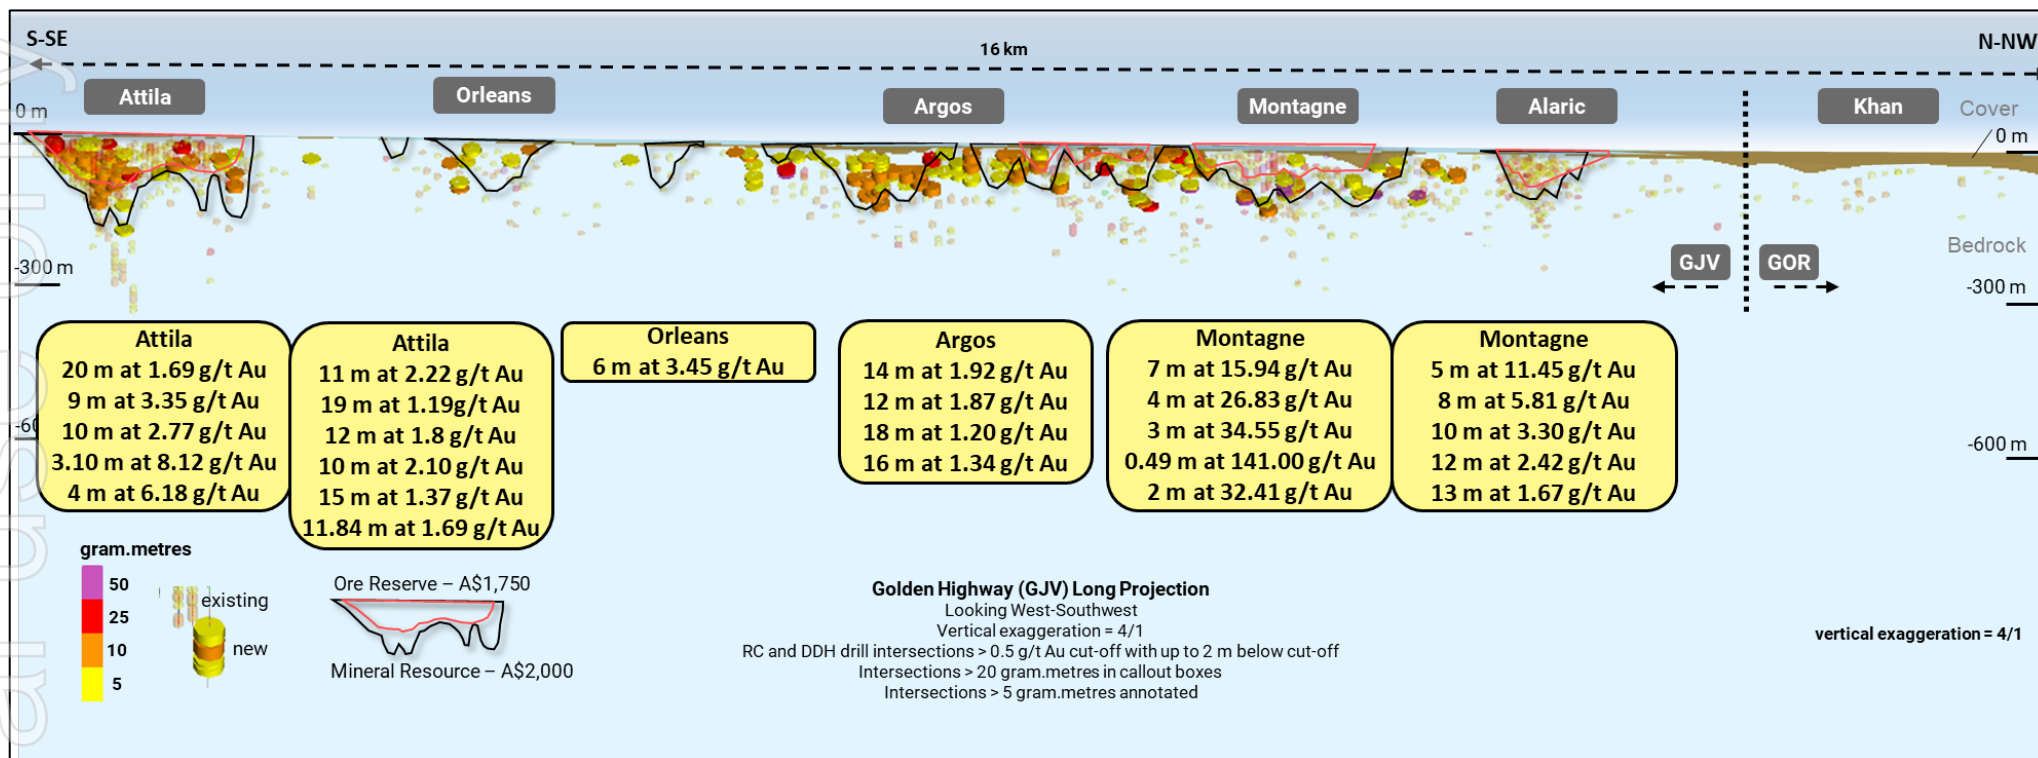 S-SE
16 km
N-NW
Attila
Orleans
Argos
Montagne
Alaric
Khan
Cover
0 m
0 m
Bedrock
GJV
GOR
-300 m
-300 m
Attila
20 m at 1.69 g/t Au
9 m at 3.35 g/t Au
10 m at 2.77 g/t Au
3.10 m at 8.12 g/t Au
4 m at 6.18 g/t Au
Attila
11 m at 2.22 g/t Au
19 m at 1.19g/t Au
12 m at 1.8 g/t Au
10 m at 2.10 g/t Au
15 m at 1.37 g/t Au
11.84 m at 1.69 g/t Au
Orleans
6 m at 3.45 g/t Au
Argos
14 m at 1.92 g/t Au
12 m at 1.87 g/t Au
18 m at 1.20 g/t Au
16 m at 1.34 g/t Au
Montagne
7 m at 15.94 g/t Au
4 m at 26.83 g/t Au
3 m at 34.55 g/t Au
0.49 m at 141.00 g/t Au
2 m at 32.41 g/t Au
Montagne
5 m at 11.45 g/t Au
8 m at 5.81 g/t Au
10 m at 3.30 g/t Au
12 m at 2.42 g/t Au
13 m at 1.67 g/t Au
-60
-600 m
gram.metres
50
25
10
5
existing
new
Ore Reserve – A$1,750
Mineral Resource – A$2,000
Golden Highway (GJV) Long Projection
Looking West-Southwest
Vertical exaggeration = 4/1
RC and DDH drill intersections > 0.5 g/t Au cut-off with up to 2 m below cut-off
Intersections > 20 gram.metres in callout boxes
Intersections > 5 gram.metres annotated
vertical exaggeration = 4/1